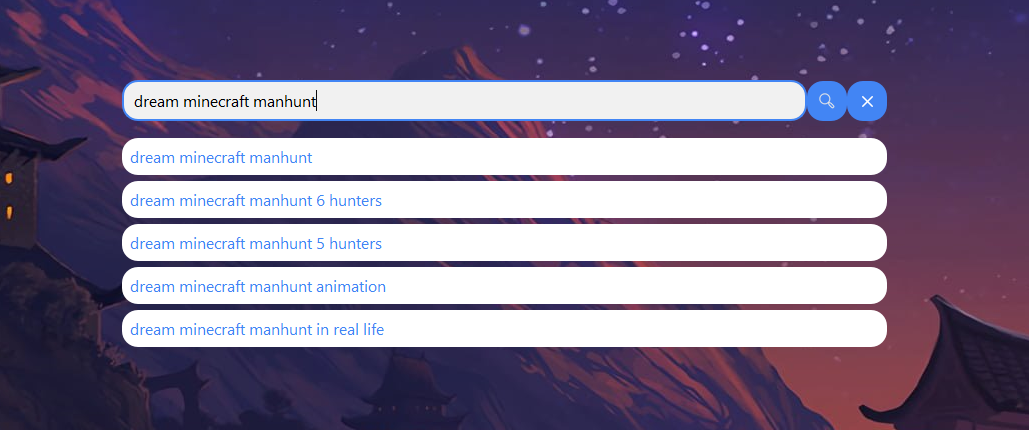 dream minecraft manhunt
dream minecraft manhunt
dream minecraft manhunt 6 hunters
dream minecraft manhunt 5 hunters
dream minecraft manhunt animation
dream minecraft manhunt in real life